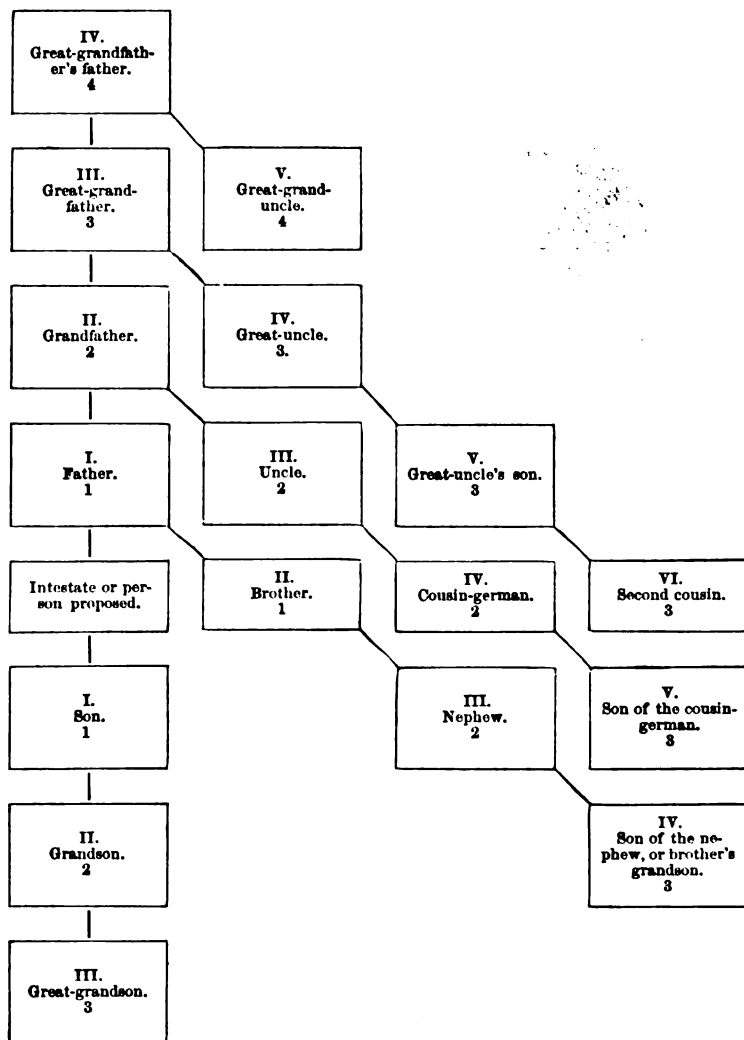 IV.
Great-grandfath-
er's father.
4
III.
Great-grand-
father.
3
V.
Great-grand-
uncle.
4
II.
Grandfather.
2
IV.
Great-uncle.
3.
I.
Father.
1
III.
Uncle.
2
V.
Great-uncle's son.
3
Intestate or per-
son proposed.
II.
Brother.
1
IV.
Cousin-german.
2
VI.
Second cousin.
3
I.
Son.
1
III.
Nephew.
2
V.
Son of the cousin-
german.
3
II.
Grandson.
2
IV.
Son of the ne-
phew, or brother's
grandson.
3
III.
Great-grandson.
3